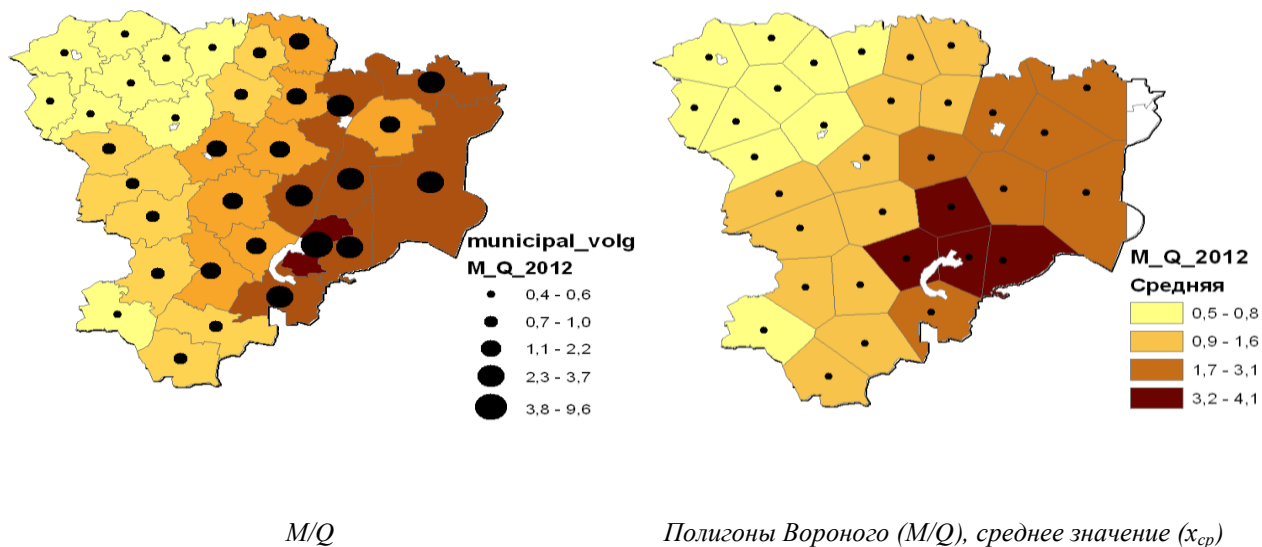 municipal_volg
M_Q_2012
0,4 - 0,6
0,7 - 1,0
1,1 - 2,2
2,3 - 3,7
3,8 - 9,6
M_Q_2012
Средняя
0,5 - 0,8
0,9 - 1,6
1,7 - 3,1
3,2 - 4,1
M/Q
Полигоны Вороного (M/Q), среднее значение (xср)